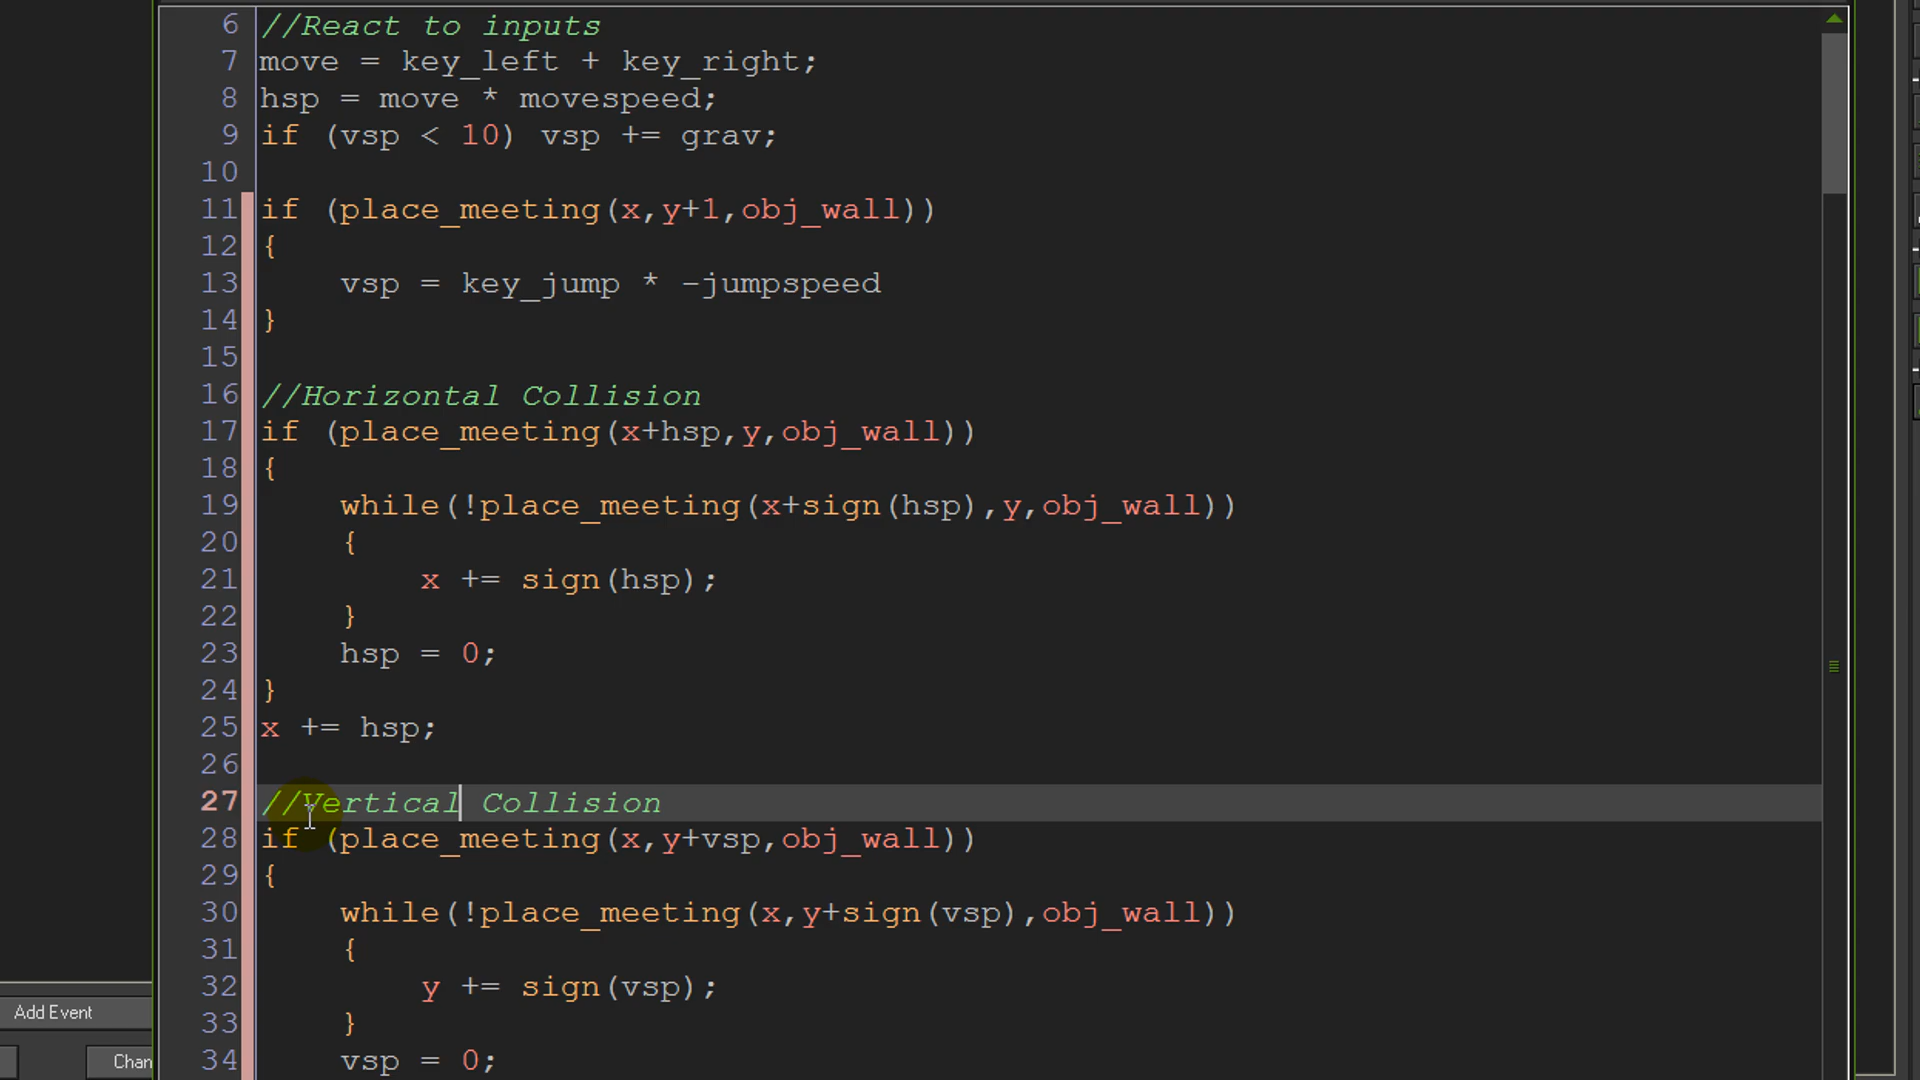 6 //React to inputs
7 move = key_left + key_right;
8 hsp = move * movespeed;
9 if (vsp < 10) vsp += grav;
10
11 if (place_meeting(x,y+1,obj_wall))
12 {
13     vsp = key_jump * -jumpspeed
14 }
15
16 //Horizontal Collision
17 if (place_meeting(x+hsp,y,obj_wall))
18 {
19     while(!place_meeting(x+sign(hsp),y,obj_wall))
20     {
21         x += sign(hsp);
22     }
23     hsp = 0;
24 }
25 x += hsp;
26
27 //Vertical Collision
28 if (place_meeting(x,y+vsp,obj_wall))
29 {
30     while(!place_meeting(x,y+sign(vsp),obj_wall))
31     {
32         y += sign(vsp);
33     }
34     vsp = 0;
Add Event
Chan